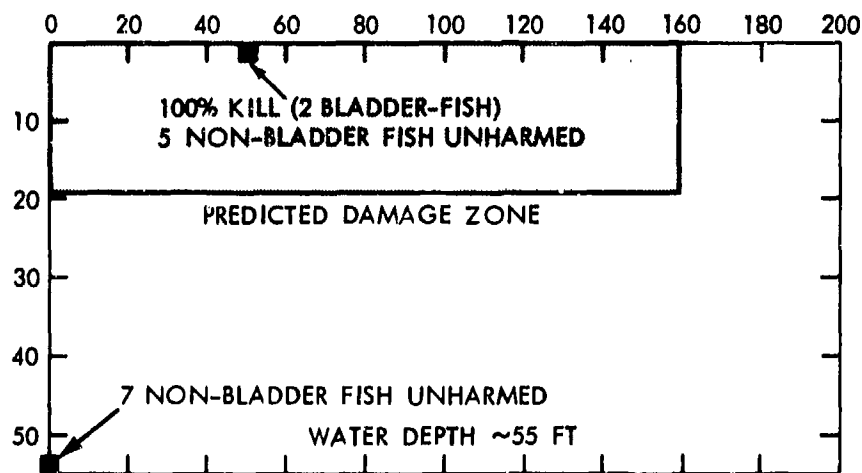 0 20 40 60 80 100 120 140 160 200
100% KILL (2 BLADDER-FISH)
10
5 NON-BLADDER FISH UNHARMED
20
PREDICTED DAMAGE ZONE
30
40
7 NON-BLADDER FISH UNHARMED
50
WATER DEPTH ~55 FT